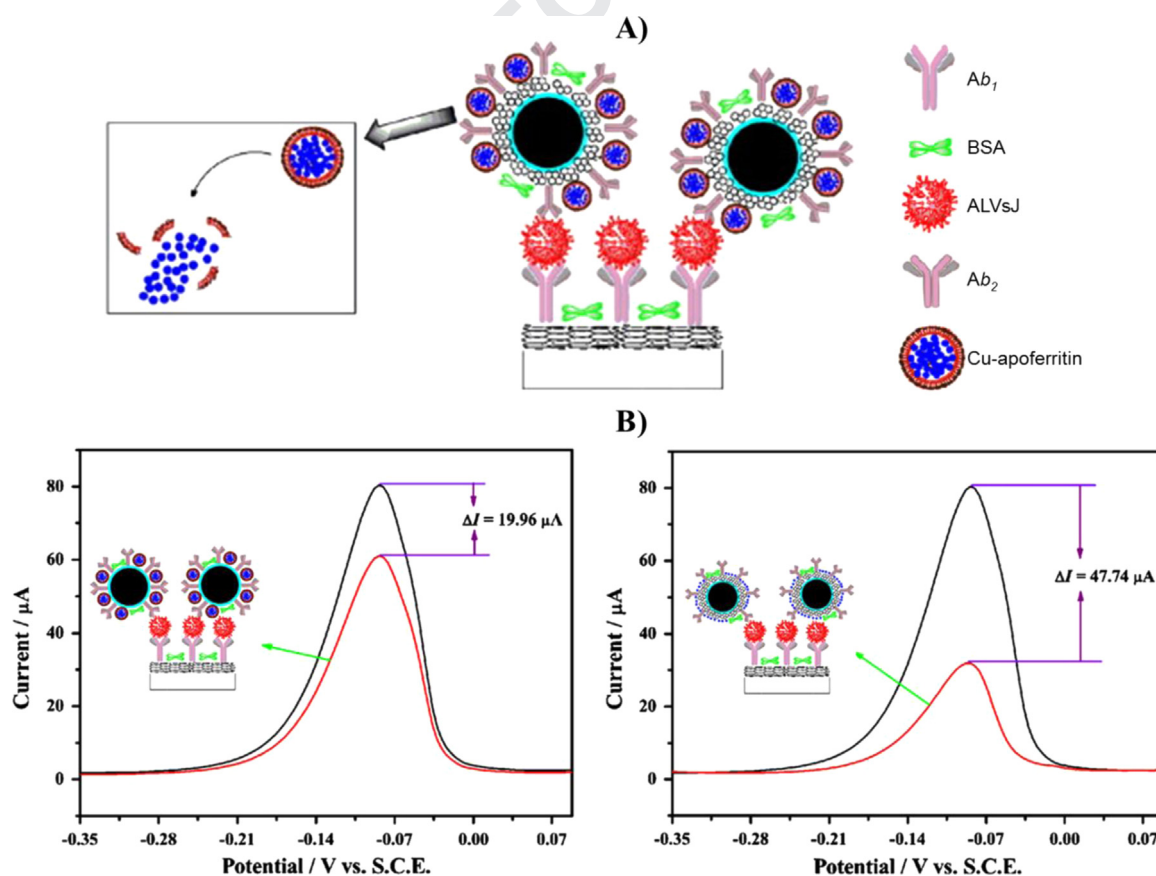 A)
Ab1
BSA
ALVsJ
Ab2
Cu-apoferritin
B)
80
60
40
20
0
Current / µA
ΔI = 19.96 µA
-0.35
-0.28
-0.21
-0.14
-0.07
0.00
0.07
Potential / V vs. S.C.E.
80
60
40
20
0
Current / µA
ΔI = 47.74 µA
-0.35
-0.28
-0.21
-0.14
-0.07
0.00
0.07
Potential / V vs. S.C.E.